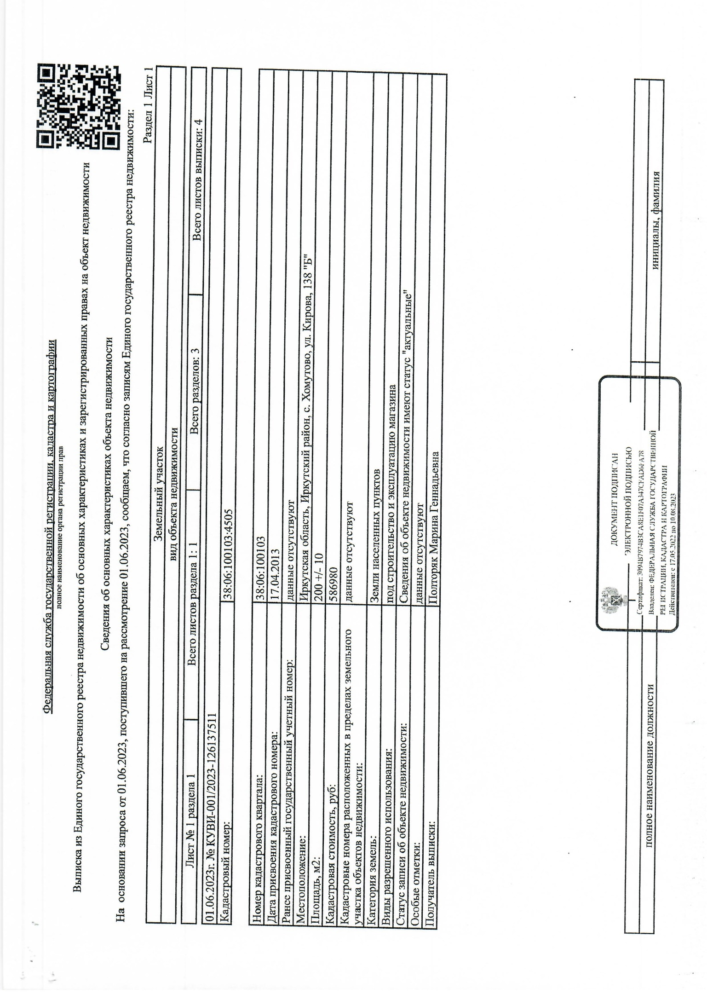 Федеральная служба государственной регистрации, кадастра и картографии
полное наименование органа регистрации прав
Выписка из Единого государственного реестра недвижимости об основных характеристиках и зарегистрированных правах на объект недвижимости
Сведения об основных характеристиках объекта недвижимости
На основании запроса от 01.06.2023, поступившего на рассмотрение 01.06.2023, сообщаем, что согласно записям Единого государственного реестра недвижимости:
Раздел 1 Лист 1
Земельный участок
вид объекта недвижимости
Лист № 1 раздела 1 Всего листов раздела 1: 1 Всего разделов: 3 Всего листов выписки: 4
01.06.2023г. № КУВИ-001/2023-126137511
Кадастровый номер: 38:06:100103:4505
Номер кадастрового квартала: 38:06:100103
Дата присвоения кадастрового номера: 17.04.2013
Ранее присвоенный государственный учетный номер: данные отсутствуют
Местоположение: Иркутская область, Иркутский район, с. Хомутово, ул. Кирова, 138 "Б"
Площадь, м2: 200 +/- 10
Кадастровая стоимость, руб: 586980
Кадастровые номера расположенных в пределах земельного
участка объектов недвижимости: данные отсутствуют
Категория земель: Земли населенных пунктов
Виды разрешенного использования: под строительство и эксплуатацию магазина
Статус записи об объекте недвижимости: Сведения об объекте недвижимости имеют статус "актуальные"
Особые отметки: данные отсутствуют
Получатель выписки: Полторяк Марина Геннадьевна
ДОКУМЕНТ ПОДПИСАН
ЭЛЕКТРОННОЙ ПОДПИСЬЮ
Сертификат:
Владелец: ФЕДЕРАЛЬНАЯ СЛУЖБА ГОСУДАРСТВЕННОЙ
РЕГИСТРАЦИИ, КАДАСТРА И КАРТОГРАФИИ
Действителен: с 17.05.2022 по 10.08.2023
полное наименование должности инициалы, фамилия